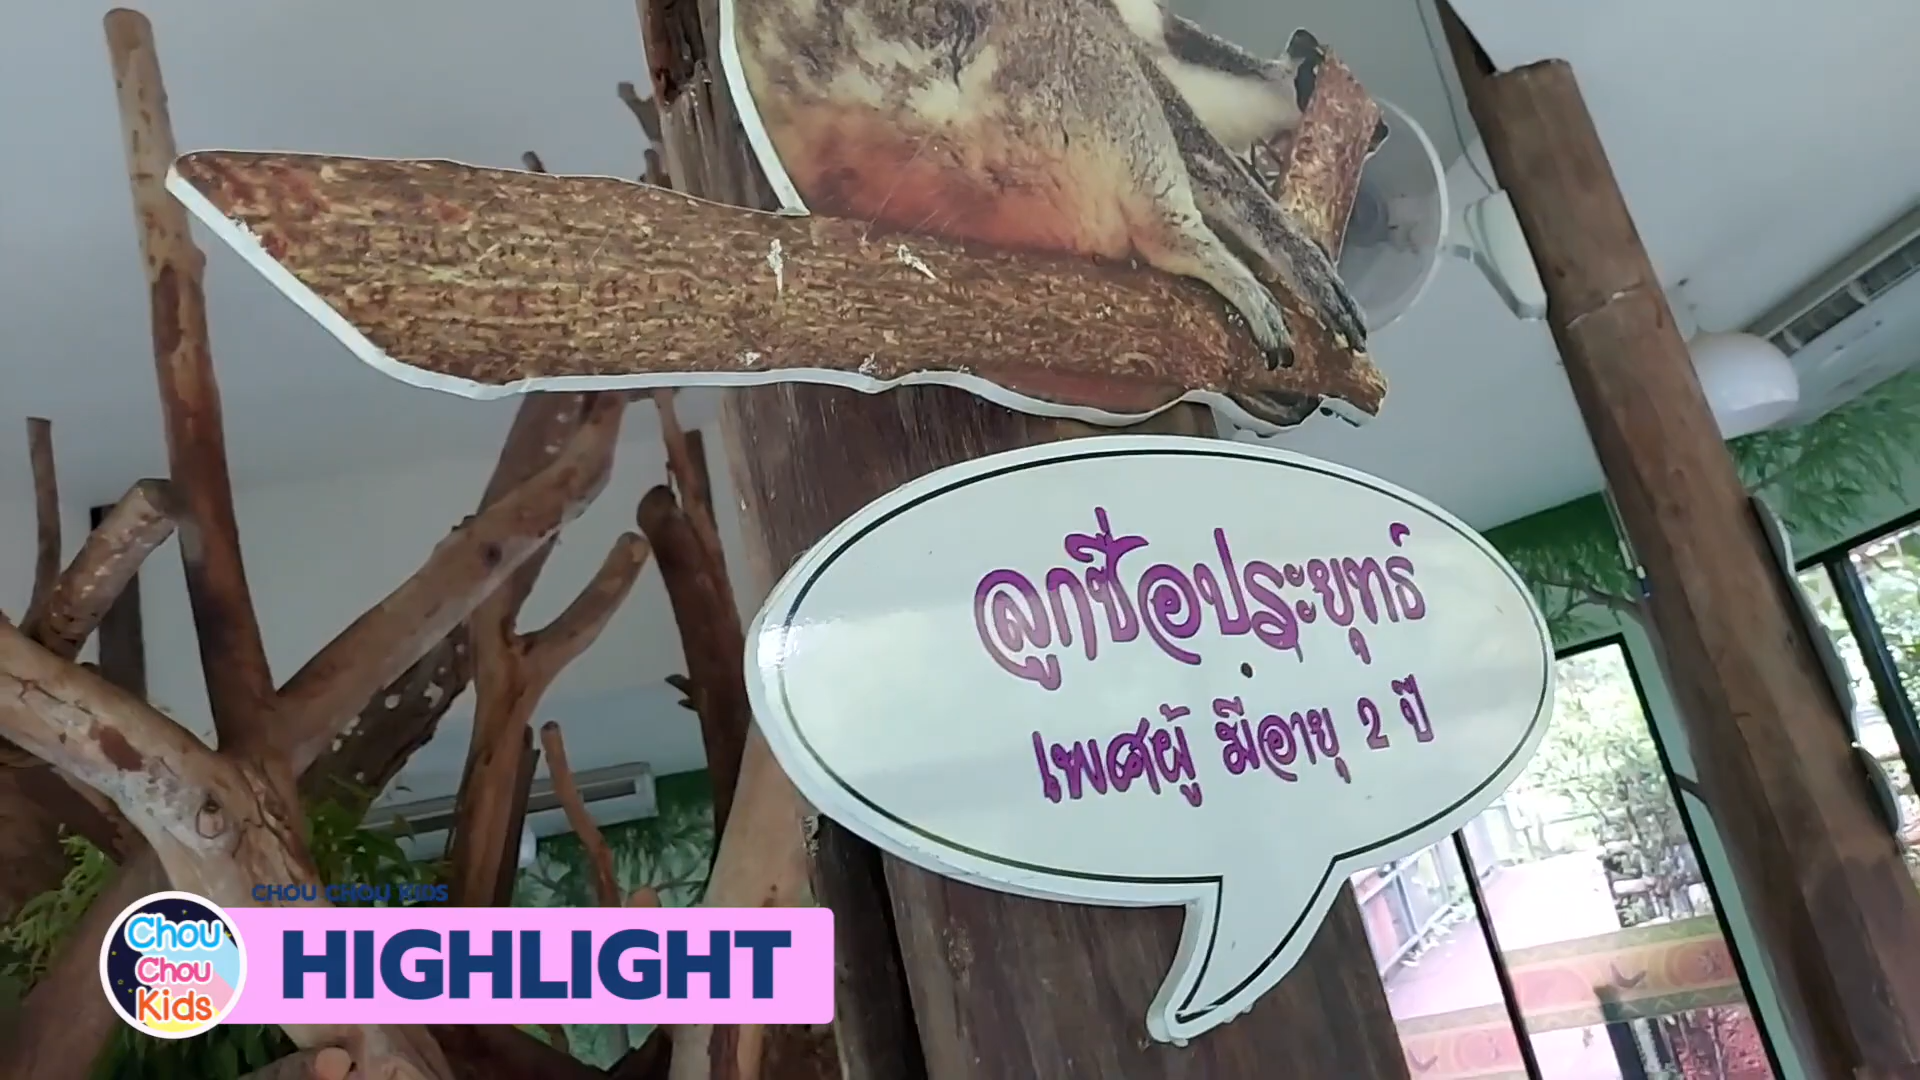 ลูกชื่อประยุทธ์
เพศผู้ มีอายุ 2 ปี
CHOU CHOU KIDS
HIGHLIGHT
Chou
Chou
Kids